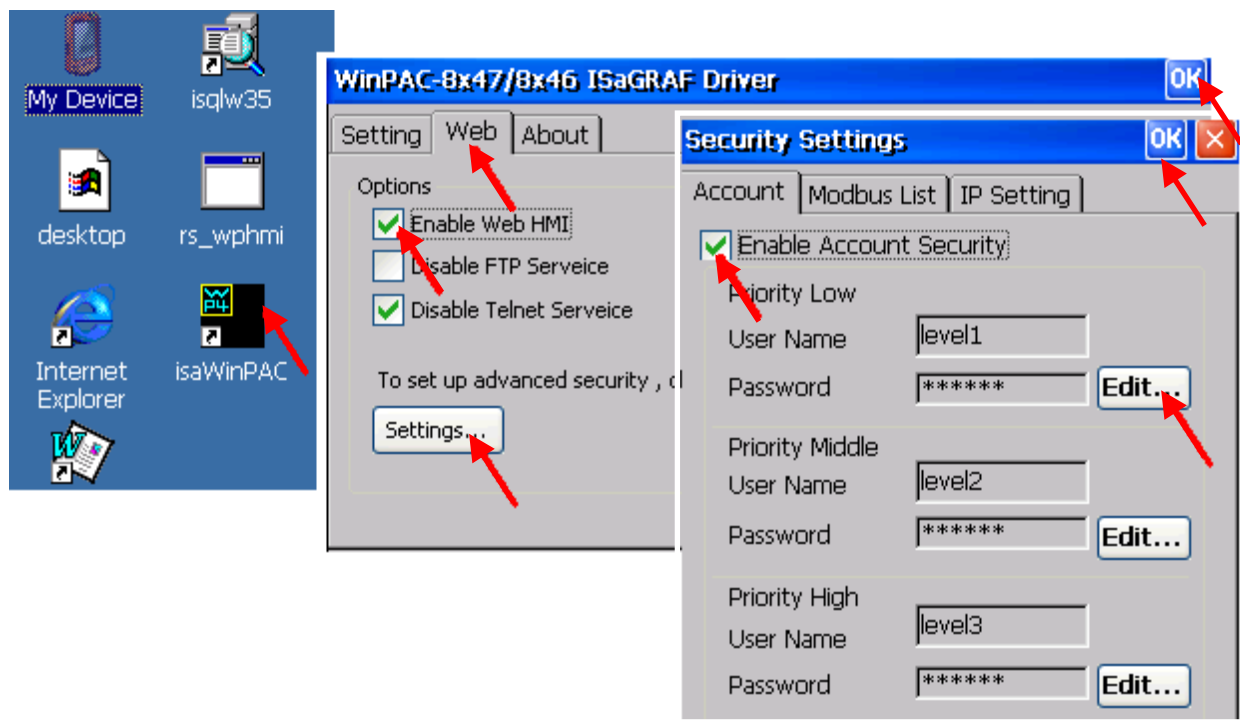 My Device
isqlw35
desktop
rs_wphmi
Internet
Explorer
isaWinPAC
WinPAC-8x47/8x46 ISaGRAF Driver
OK
Setting
Web
About
Options
Enable Web HMI
Disable FTP Serveice
Disable Telnet Serveice
To set up advanced security ,
Settings...
Security Settings
OK
Account
Modbus List
IP Setting
Enable Account Security
Priority Low
User Name
level1
Password
******
Edit...
Priority Middle
User Name
level2
Password
******
Edit...
Priority High
User Name
level3
Password
******
Edit...